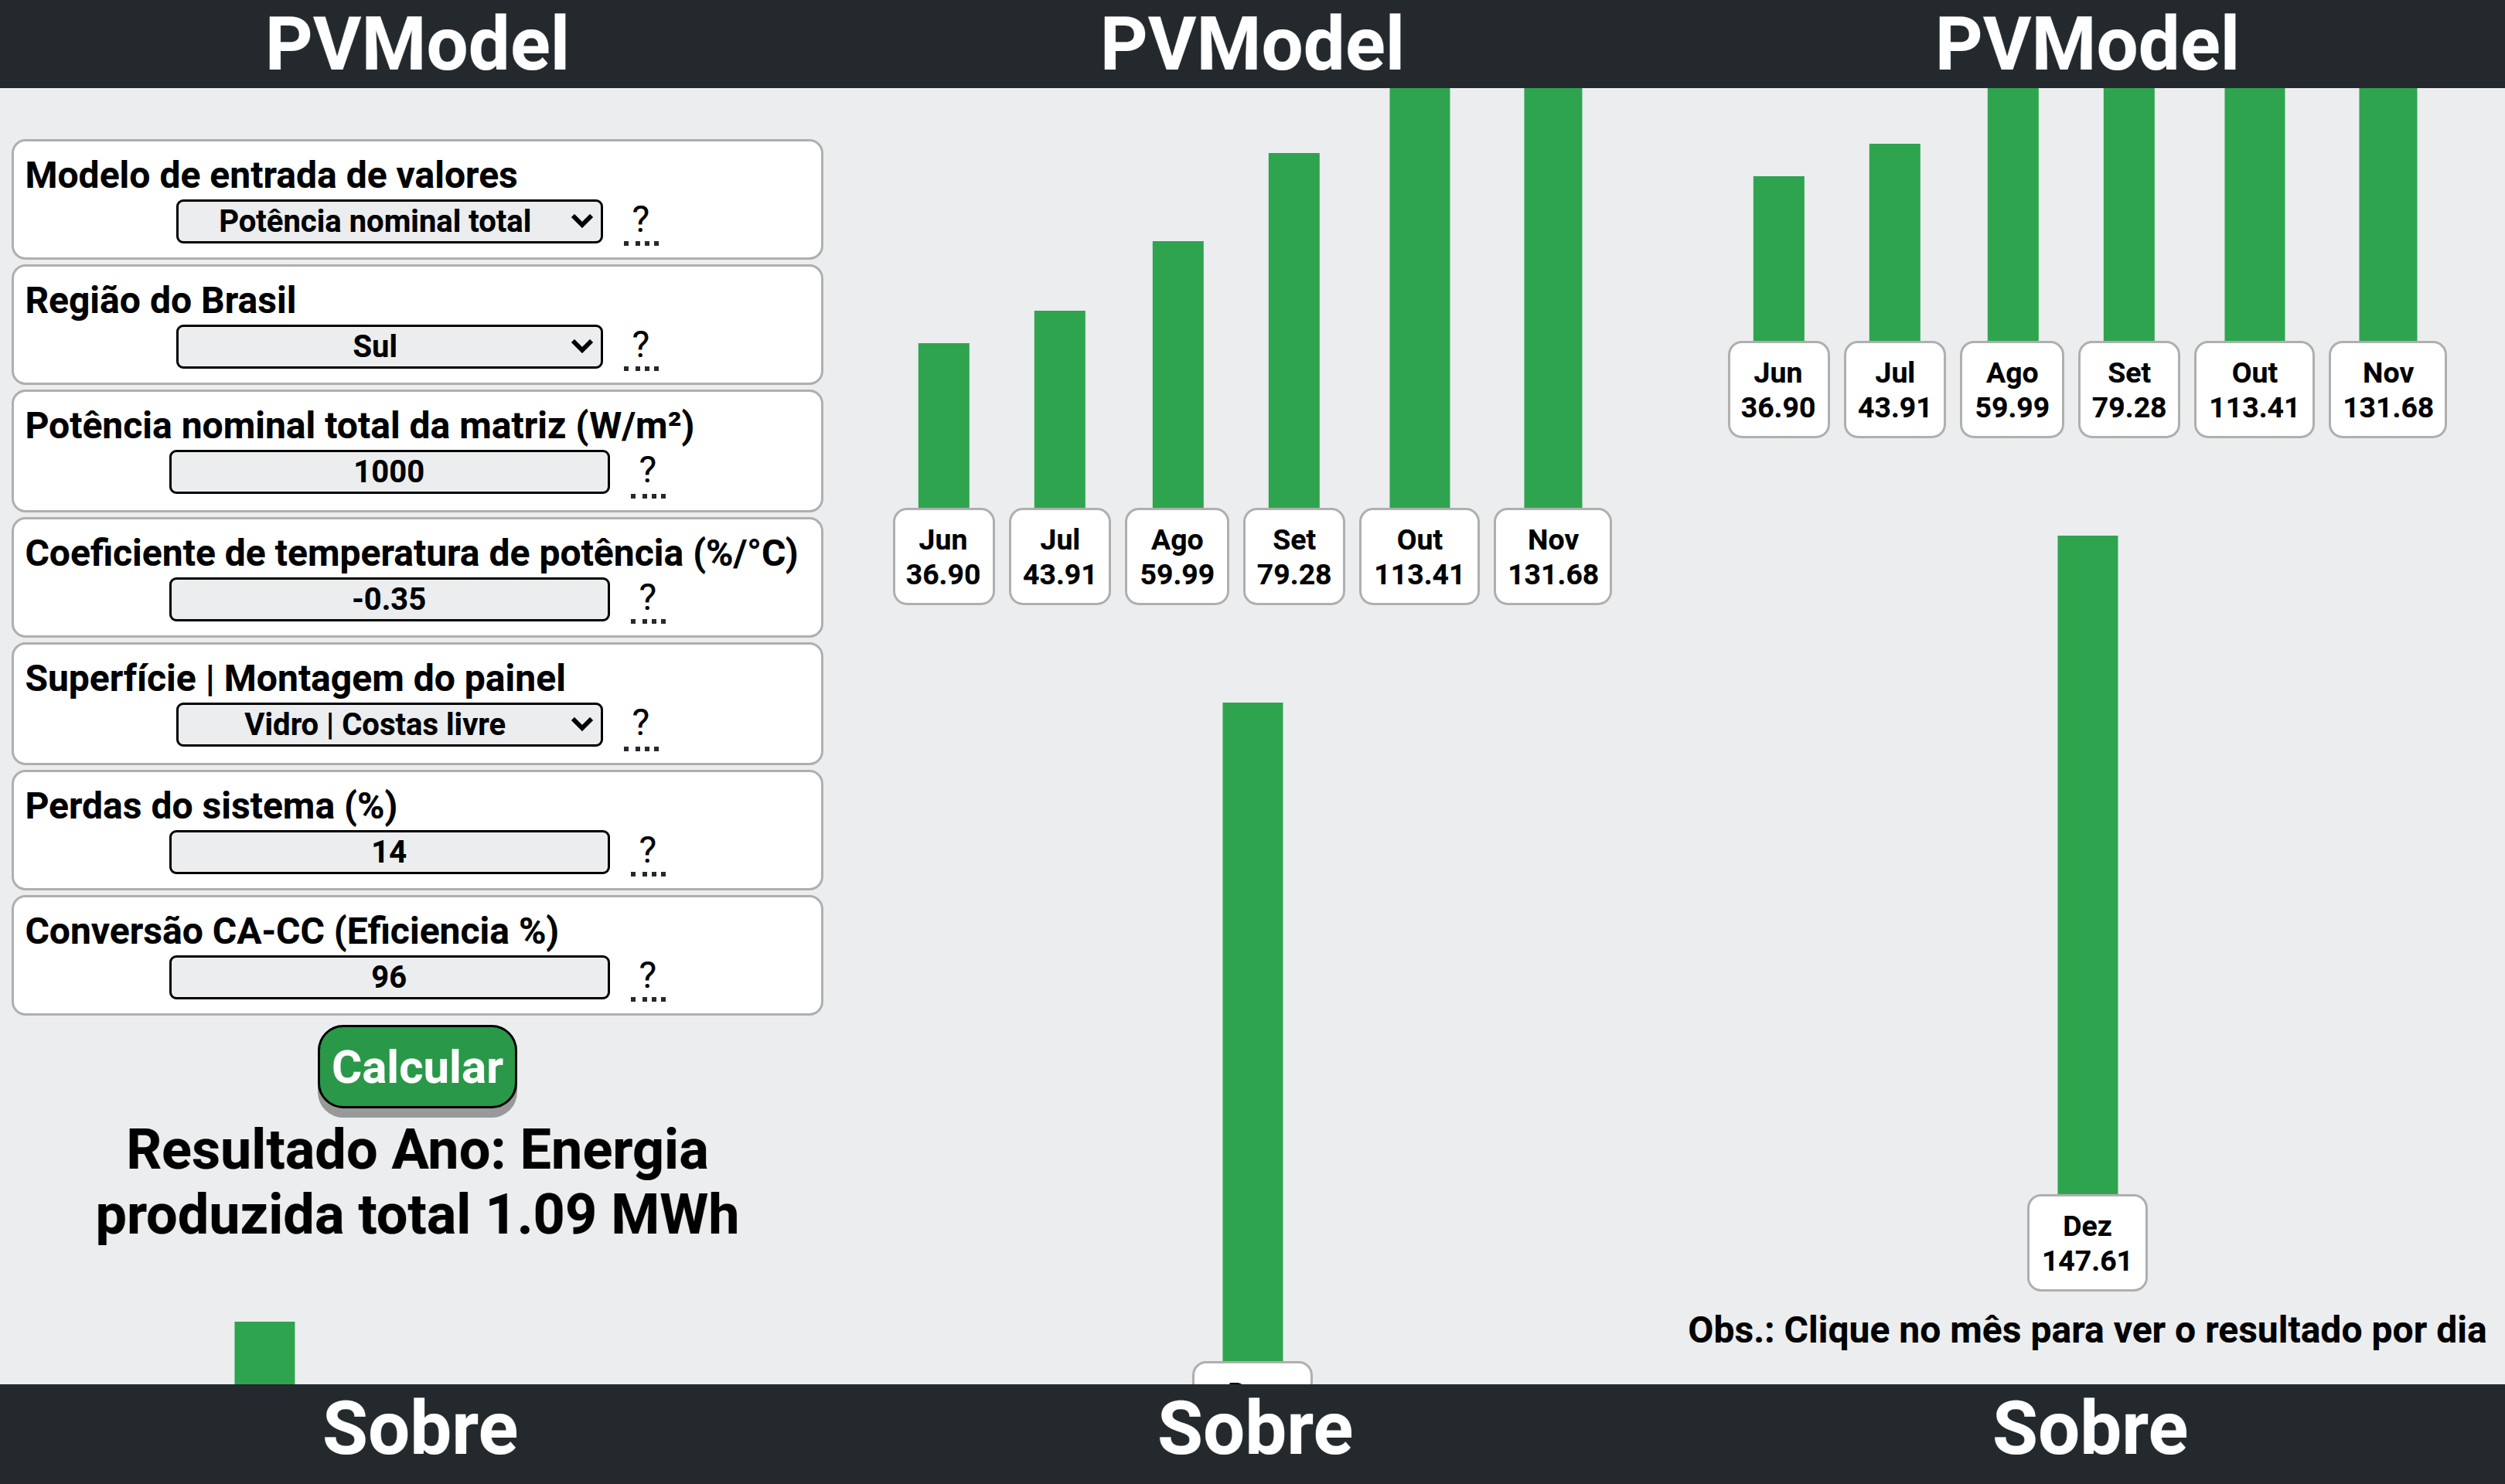 PVModel
Modelo de entrada de valores
Potência nominal total ?
Região do Brasil
Sul ?
Potência nominal total da matriz (W/m²)
1000 ?
Coeficiente de temperatura de potência (%/°C)
-0.35 ?
Superfície | Montagem do painel
Vidro | Costas livre ?
Perdas do sistema (%)
14 ?
Conversão CA-CC (Eficiencia %)
96 ?
Calcular
Resultado Ano: Energia
produzida total 1.09 MWh
Sobre
PVModel
Jun Jul Ago Set Out Nov
36.90 43.91 59.99 79.28 113.41 131.68
Sobre
PVModel
Jun Jul Ago Set Out Nov
36.90 43.91 59.99 79.28 113.41 131.68
Dez
147.61
Obs.: Clique no mês para ver o resultado por dia
Sobre